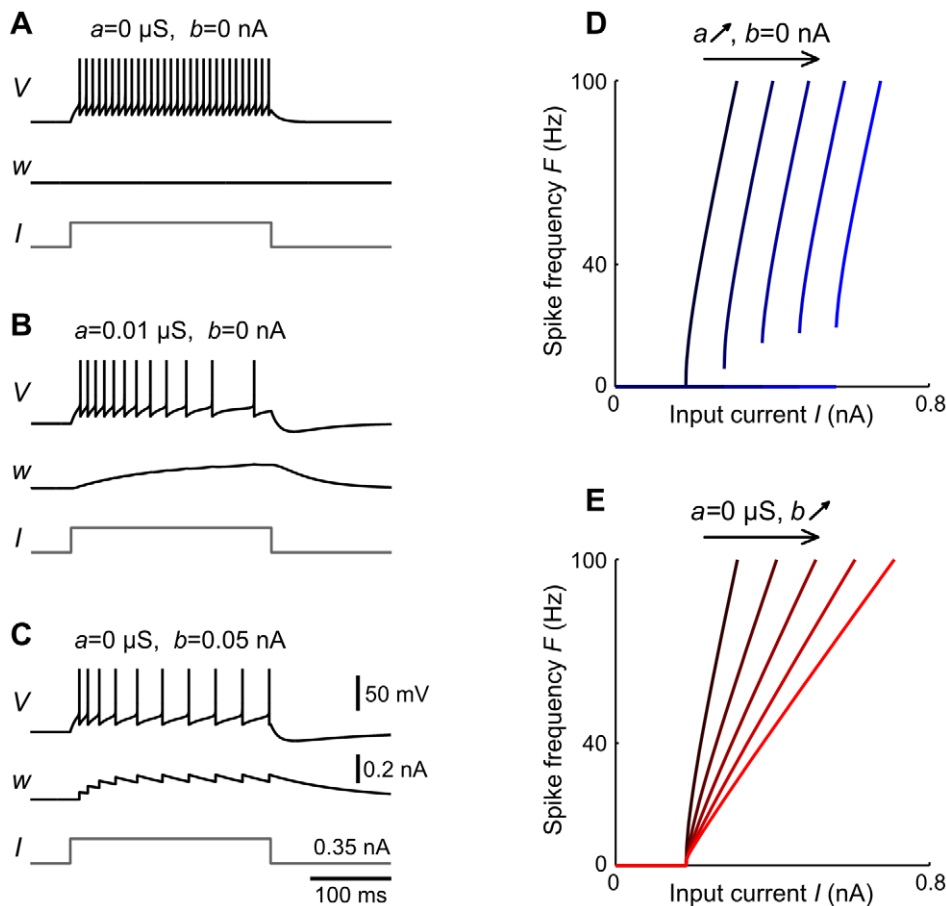 A
a=0 µS, b=0 nA
V
w
I
B
a=0.01 µS, b=0 nA
V
w
I
C
a=0 µS, b=0.05 nA
V
50 mV
w
0.2 nA
I
0.35 nA
100 ms
D
a↗, b=0 nA
100
Spike frequency F (Hz)
40
0
0
Input current I (nA)
0.8
E
a=0 µS, b↗
100
Spike frequency F (Hz)
40
0
0
Input current I (nA)
0.8